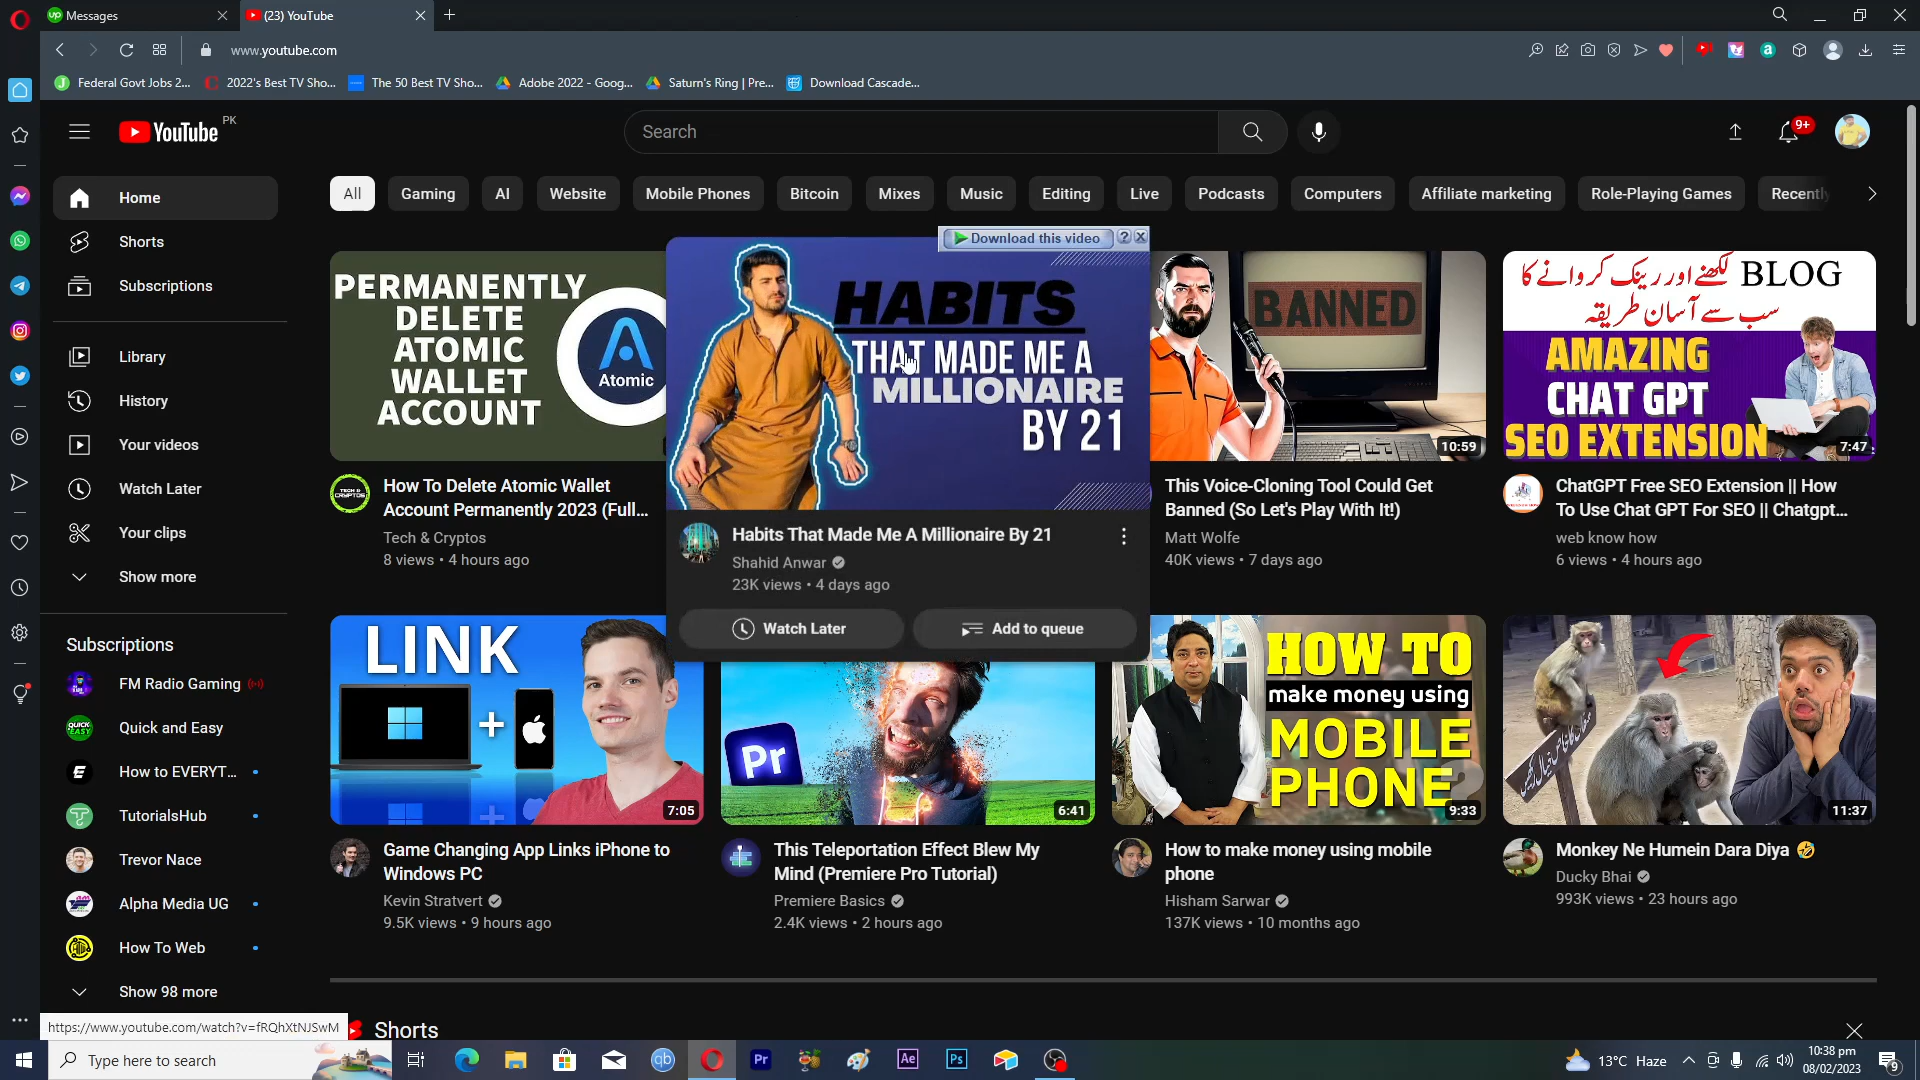 Messages
(23) YouTube
www.youtube.com
Federal Govt Jobs 2...
2022's Best TV Sho...
The 50 Best TV Sho...
Adobe 2022 - Goog...
Saturn's Ring | Pre...
Download Cascade...
YouTube PK
Search
9+
Home
Shorts
Subscriptions
Library
History
Your videos
Watch Later
Your clips
Show more
Subscriptions
FM Radio Gaming
Quick and Easy
How to EVERYT...
TutorialsHub
Trevor Nace
Alpha Media UG
How To Web
Show 98 more
All
Gaming
AI
Website
Mobile Phones
Bitcoin
Mixes
Music
Editing
Live
Podcasts
Computers
Affiliate marketing
Role-Playing Games
Recently
PERMANENTLY
DELETE
ATOMIC
WALLET
ACCOUNT
Atomic
How To Delete Atomic Wallet
Account Permanently 2023 (Full...
Tech & Cryptos
8 views • 4 hours ago
Download this video
HABITS
THAT MADE ME A
MILLIONAIRE
BY 21
Habits That Made Me A Millionaire By 21
Shahid Anwar
23K views • 4 days ago
Watch Later
Add to queue
BANNED
10:59
This Voice-Cloning Tool Could Get
Banned (So Let's Play With It!)
Matt Wolfe
40K views • 7 days ago
BLOG لکھنے اور رینک کروانے کا
سب سے آسان طریقہ
AMAZING
CHAT GPT
SEO EXTENSION
7:47
ChatGPT Free SEO Extension || How
To Use Chat GPT For SEO || Chatgpt...
web know how
6 views • 4 hours ago
LINK
7:05
Game Changing App Links iPhone to
Windows PC
Kevin Stratvert
9.5K views • 9 hours ago
Pr
6:41
This Teleportation Effect Blew My
Mind (Premiere Pro Tutorial)
Premiere Basics
2.4K views • 2 hours ago
HOW TO
make money using
MOBILE
PHONE?
9:33
How to make money using mobile
phone
Hisham Sarwar
137K views • 10 months ago
11:37
Monkey Ne Humein Dara Diya 🤣
Ducky Bhai
993K views • 23 hours ago
Shorts
https://www.youtube.com/watch?v=fRQhXtNJSwM
Type here to search
qb
Pr
Ae
Ps
13°C Haze
10:38 pm
08/02/2023
9